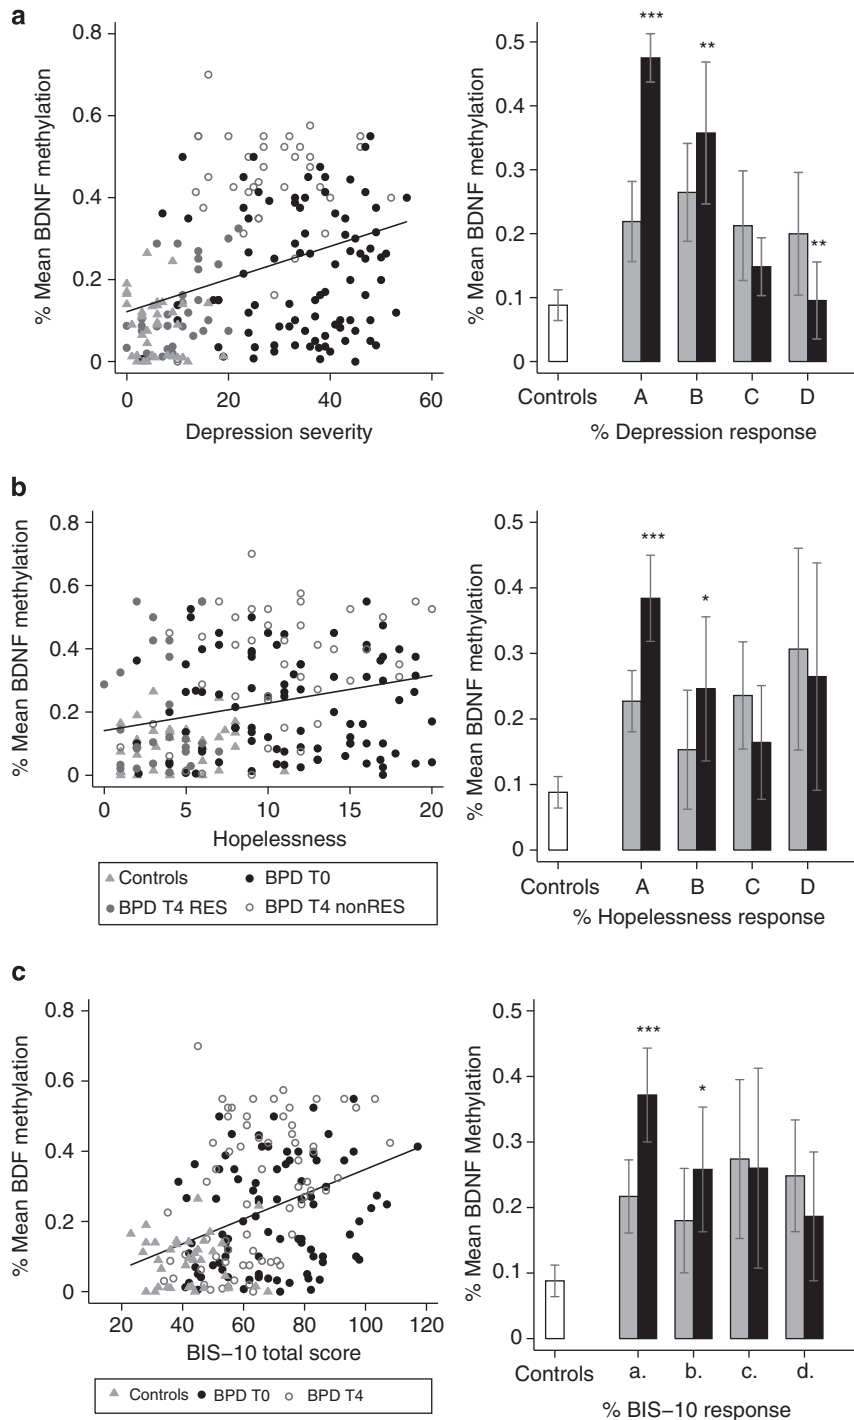 a
% Mean BDNF methylation
0.8
0.6
0.4
0.2
0
0 20 40 60
Depression severity
% Mean BDNF methylation
0.5
0.4
0.3
0.2
0.1
0
*** ** **
Controls A B C D
% Depression response
b
% Mean BDNF methylation
0.8
0.6
0.4
0.2
0
0 5 10 15 20
Hopelessness
Controls BPD T0
BPD T4 RES BPD T4 nonRES
% Mean BDNF methylation
0.5
0.4
0.3
0.2
0.1
0
*** *
Controls A B C D
% Hopelessness response
c
% Mean BDF methylation
0.8
0.6
0.4
0.2
0
20 40 60 80 100 120
BIS–10 total score
Controls BPD T0 BPD T4
% Mean BDNF Methylation
0.5
0.4
0.3
0.2
0.1
0
*** *
Controls a. b. c. d.
% BIS–10 response